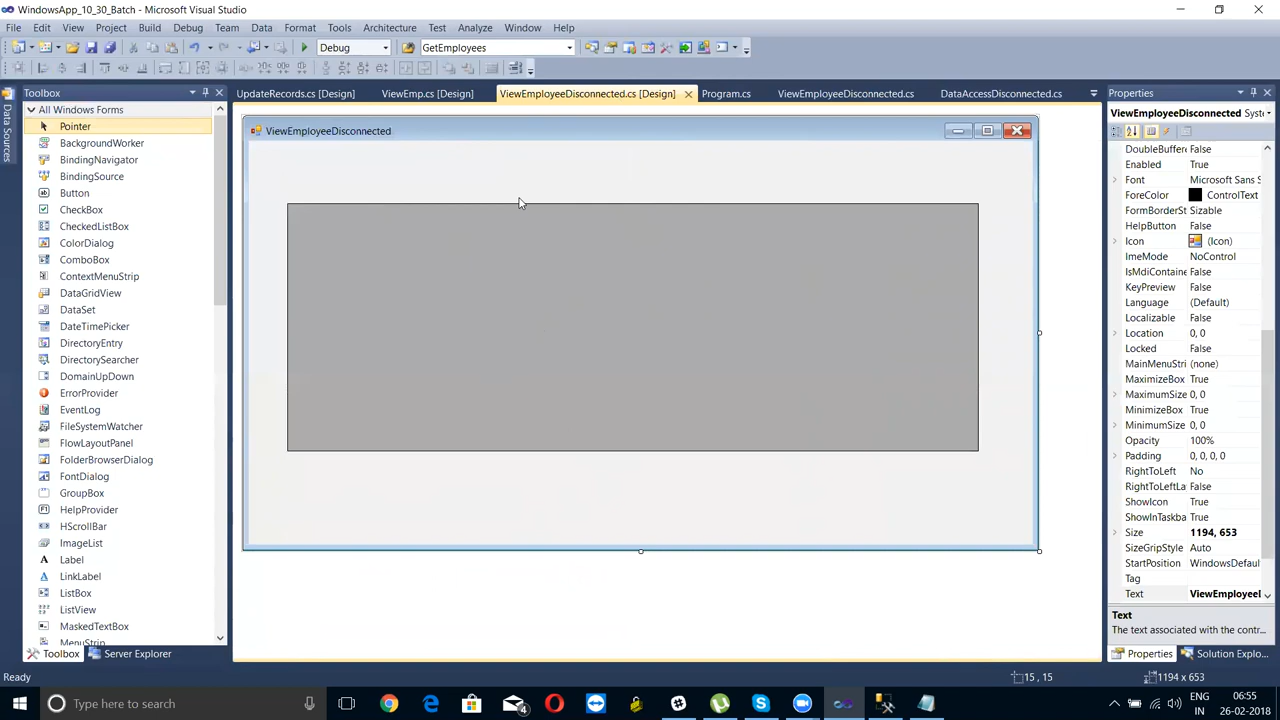 WindowsApp_10_30_Batch - Microsoft Visual Studio
File Edit View Project Build Debug Team Data Format Tools Architecture Test Analyze Window Help
Debug GetEmployees
Toolbox UpdateRecords.cs [Design] ViewEmp.cs [Design] ViewEmployeeDisconnected.cs [Design] Program.cs ViewEmployeeDisconnected.cs DataAccessDisconnected.cs Properties
Data Sources
All Windows Forms
Pointer
BackgroundWorker
BindingNavigator
BindingSource
Button
CheckBox
CheckedListBox
ColorDialog
ComboBox
ContextMenuStrip
DataGridView
DataSet
DateTimePicker
DirectoryEntry
DirectorySearcher
DomainUpDown
ErrorProvider
EventLog
FileSystemWatcher
FlowLayoutPanel
FolderBrowserDialog
FontDialog
GroupBox
HelpProvider
HScrollBar
ImageList
Label
LinkLabel
ListBox
ListView
MaskedTextBox
MenuStrip
Toolbox Server Explorer
ViewEmployeeDisconnected
ViewEmployeeDisconnected Syste
DoubleBuffere False
Enabled True
Font Microsoft Sans S
ForeColor ControlText
FormBorderSt Sizable
HelpButton False
Icon (Icon)
ImeMode NoControl
IsMdiContaine False
KeyPreview False
Language (Default)
Localizable False
Location 0, 0
Locked False
MainMenuStri (none)
MaximizeBox True
MaximumSize 0, 0
MinimizeBox True
MinimumSize 0, 0
Opacity 100%
Padding 0, 0, 0, 0
RightToLeft No
RightToLeftLa False
ShowIcon True
ShowInTaskba True
Size 1194, 653
SizeGripStyle Auto
StartPosition WindowsDefaul
Tag
Text ViewEmployeeI
Text
The text associated with the contr...
Properties Solution Explo...
Ready 15 , 15 1194 x 653
Type here to search
4
ENG
IN
06:55
26-02-2018